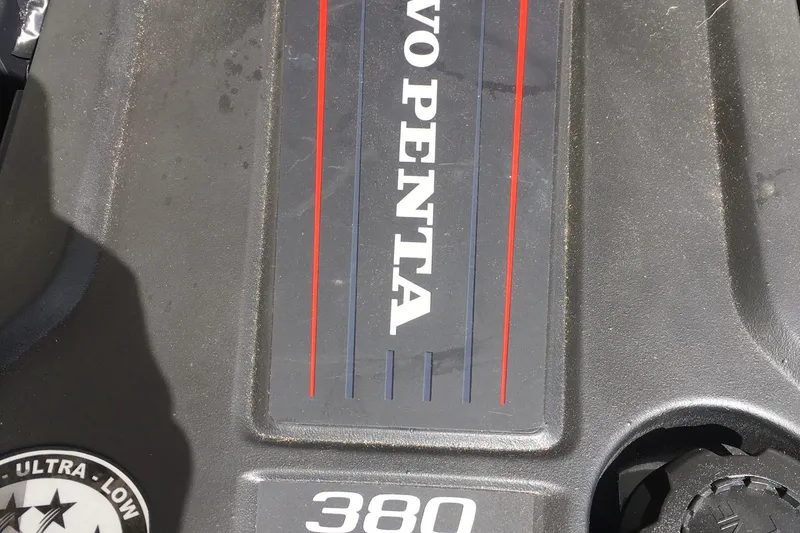 VO PENTA
- ULTRA - LOW
380